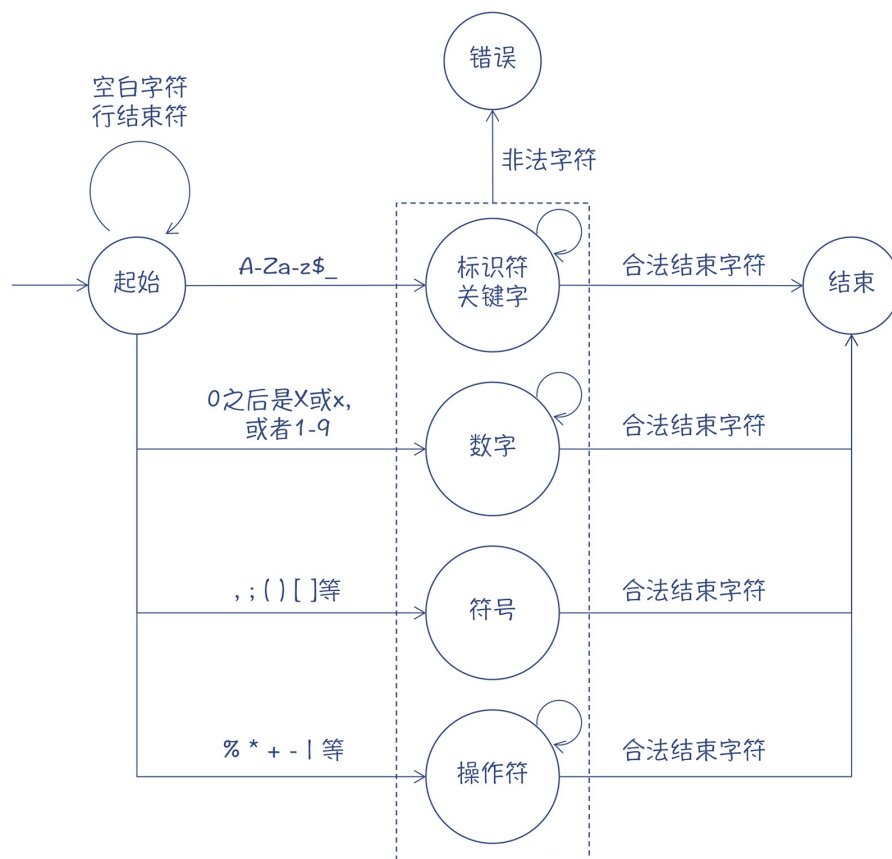 错误
空白字符
行结束符
非法字符
起始
A-Za-z$_
标识符
关键字
合法结束字符
结束
0之后是X或x,
或者1-9
数字
合法结束字符
, ; ( ) [ ]等
符号
合法结束字符
% * + - | 等
操作符
合法结束字符